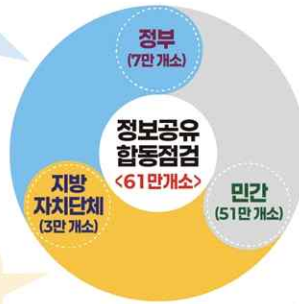 정부
(7만 개소)
정보공유
합동점검
<61만개소>
지방
자치단체
(3만 개소)
민간
(51만 개소)